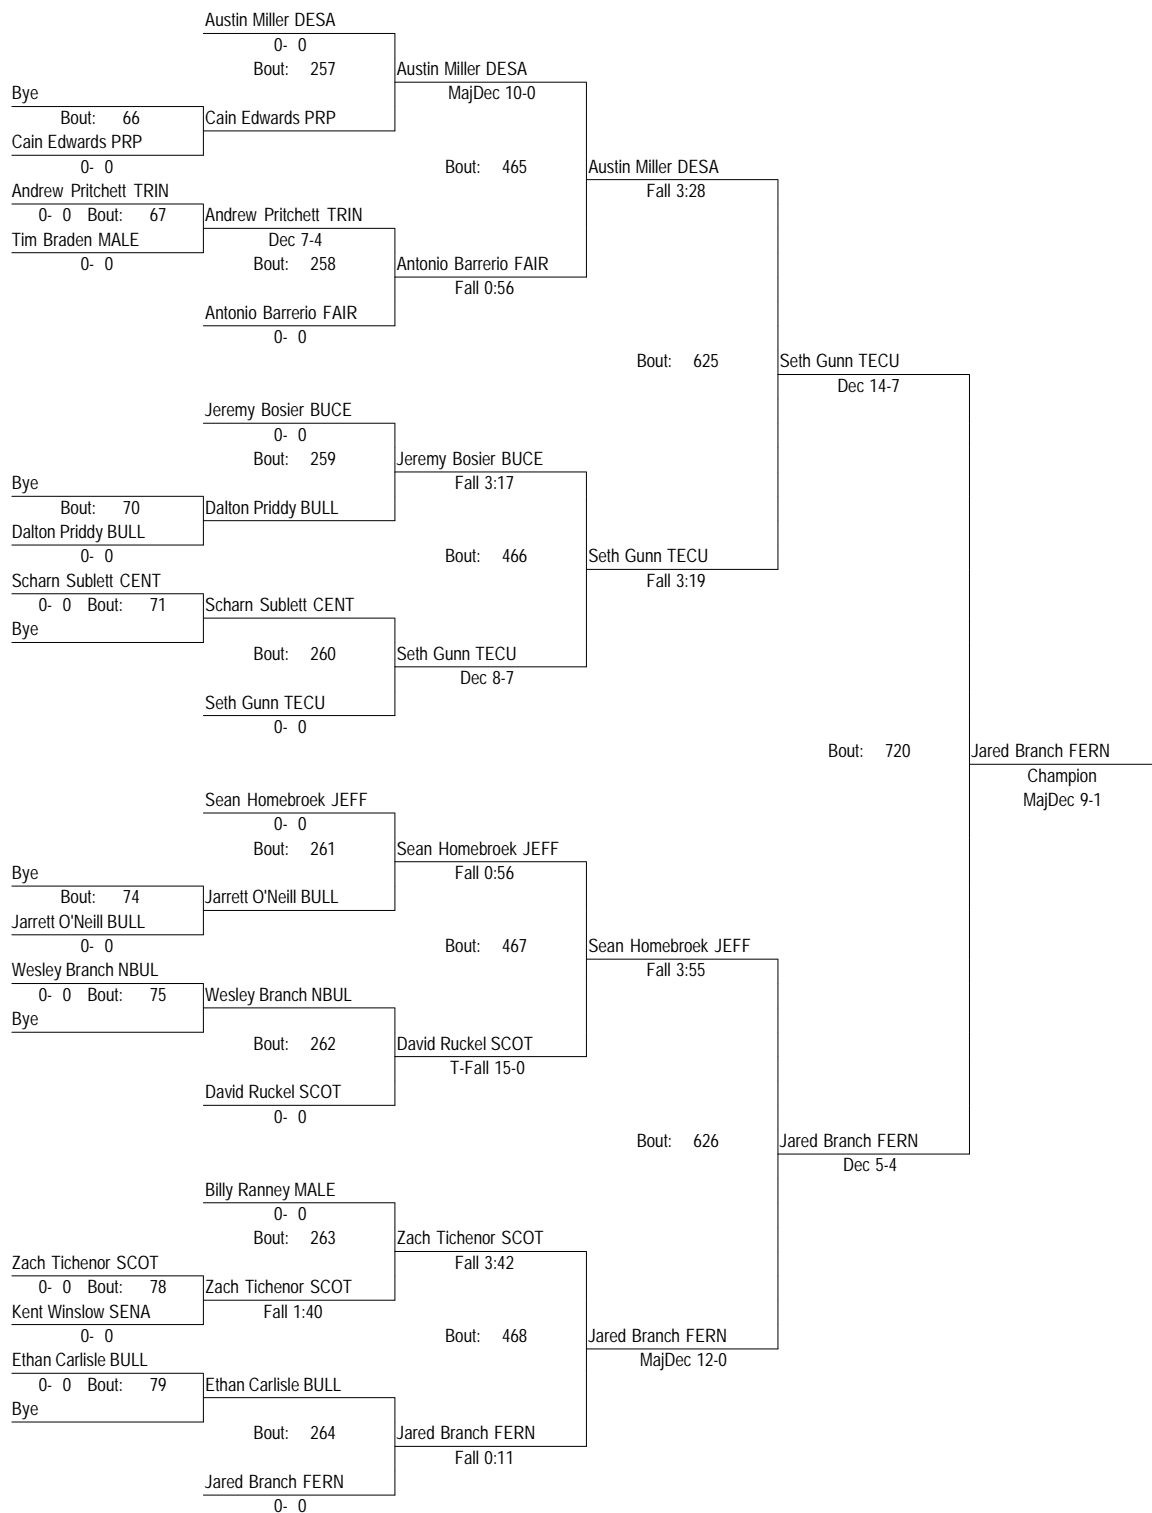 Austin Miller DESA
0- 0
Bout: 257 Austin Miller DESA
Bye MajDec 10-0
Bout: 66 Cain Edwards PRP
Cain Edwards PRP
0- 0 Bout: 465 Austin Miller DESA
Andrew Pritchett TRIN Fall 3:28
0- 0 Bout: 67 Andrew Pritchett TRIN
Tim Braden MALE Dec 7-4
0- 0 Bout: 258 Antonio Barrerio FAIR
Fall 0:56
Antonio Barrerio FAIR
0- 0
Bout: 625 Seth Gunn TECU
Dec 14-7
Jeremy Bosier BUCE
0- 0
Bout: 259 Jeremy Bosier BUCE
Bye Fall 3:17
Bout: 70 Dalton Priddy BULL
Dalton Priddy BULL
0- 0 Bout: 466 Seth Gunn TECU
Scharn Sublett CENT Fall 3:19
0- 0 Bout: 71 Scharn Sublett CENT
Bye
Bout: 260 Seth Gunn TECU
Dec 8-7
Seth Gunn TECU
0- 0
Bout: 720 Jared Branch FERN
Champion
Sean Homebroek JEFF MajDec 9-1
0- 0
Bout: 261 Sean Homebroek JEFF
Bye Fall 0:56
Bout: 74 Jarrett O'Neill BULL
Jarrett O'Neill BULL
0- 0 Bout: 467 Sean Homebroek JEFF
Wesley Branch NBUL Fall 3:55
0- 0 Bout: 75 Wesley Branch NBUL
Bye
Bout: 262 David Ruckel SCOT
T-Fall 15-0
David Ruckel SCOT
0- 0
Bout: 626 Jared Branch FERN
Dec 5-4
Billy Ranney MALE
0- 0
Bout: 263 Zach Tichenor SCOT
Zach Tichenor SCOT Fall 3:42
0- 0 Bout: 78 Zach Tichenor SCOT
Kent Winslow SENA Fall 1:40
0- 0 Bout: 468 Jared Branch FERN
Ethan Carlisle BULL MajDec 12-0
0- 0 Bout: 79 Ethan Carlisle BULL
Bye
Bout: 264 Jared Branch FERN
Fall 0:11
Jared Branch FERN
0- 0